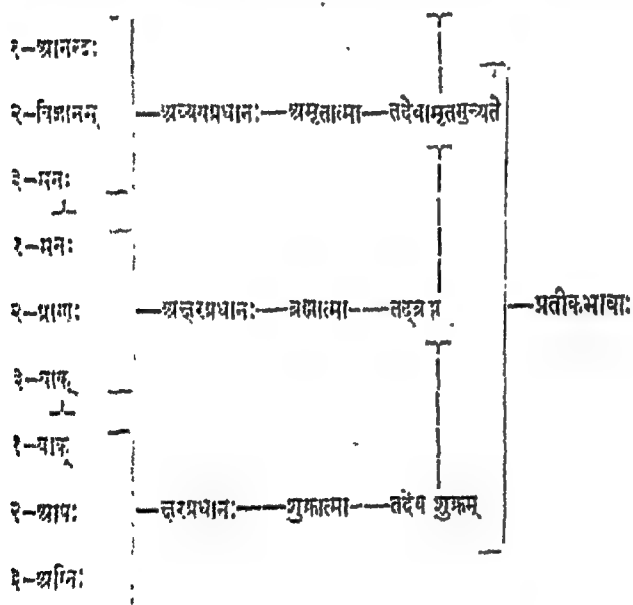 १-आनन्दः
२-विज्ञानम् —अव्ययप्रधानः— अमृतात्मा — तदेवामृतमुच्यते
३-मनः
१-मनः
२-प्राणः —अक्षरप्रधानः— ब्रह्मात्मा — तद्ब्रह्म —प्रतीकभावाः
३-वाक्
१-वाक्
२-आपः —क्षरप्रधानः— शुक्रात्मा — तदेव शुक्रम्
३-अग्निः